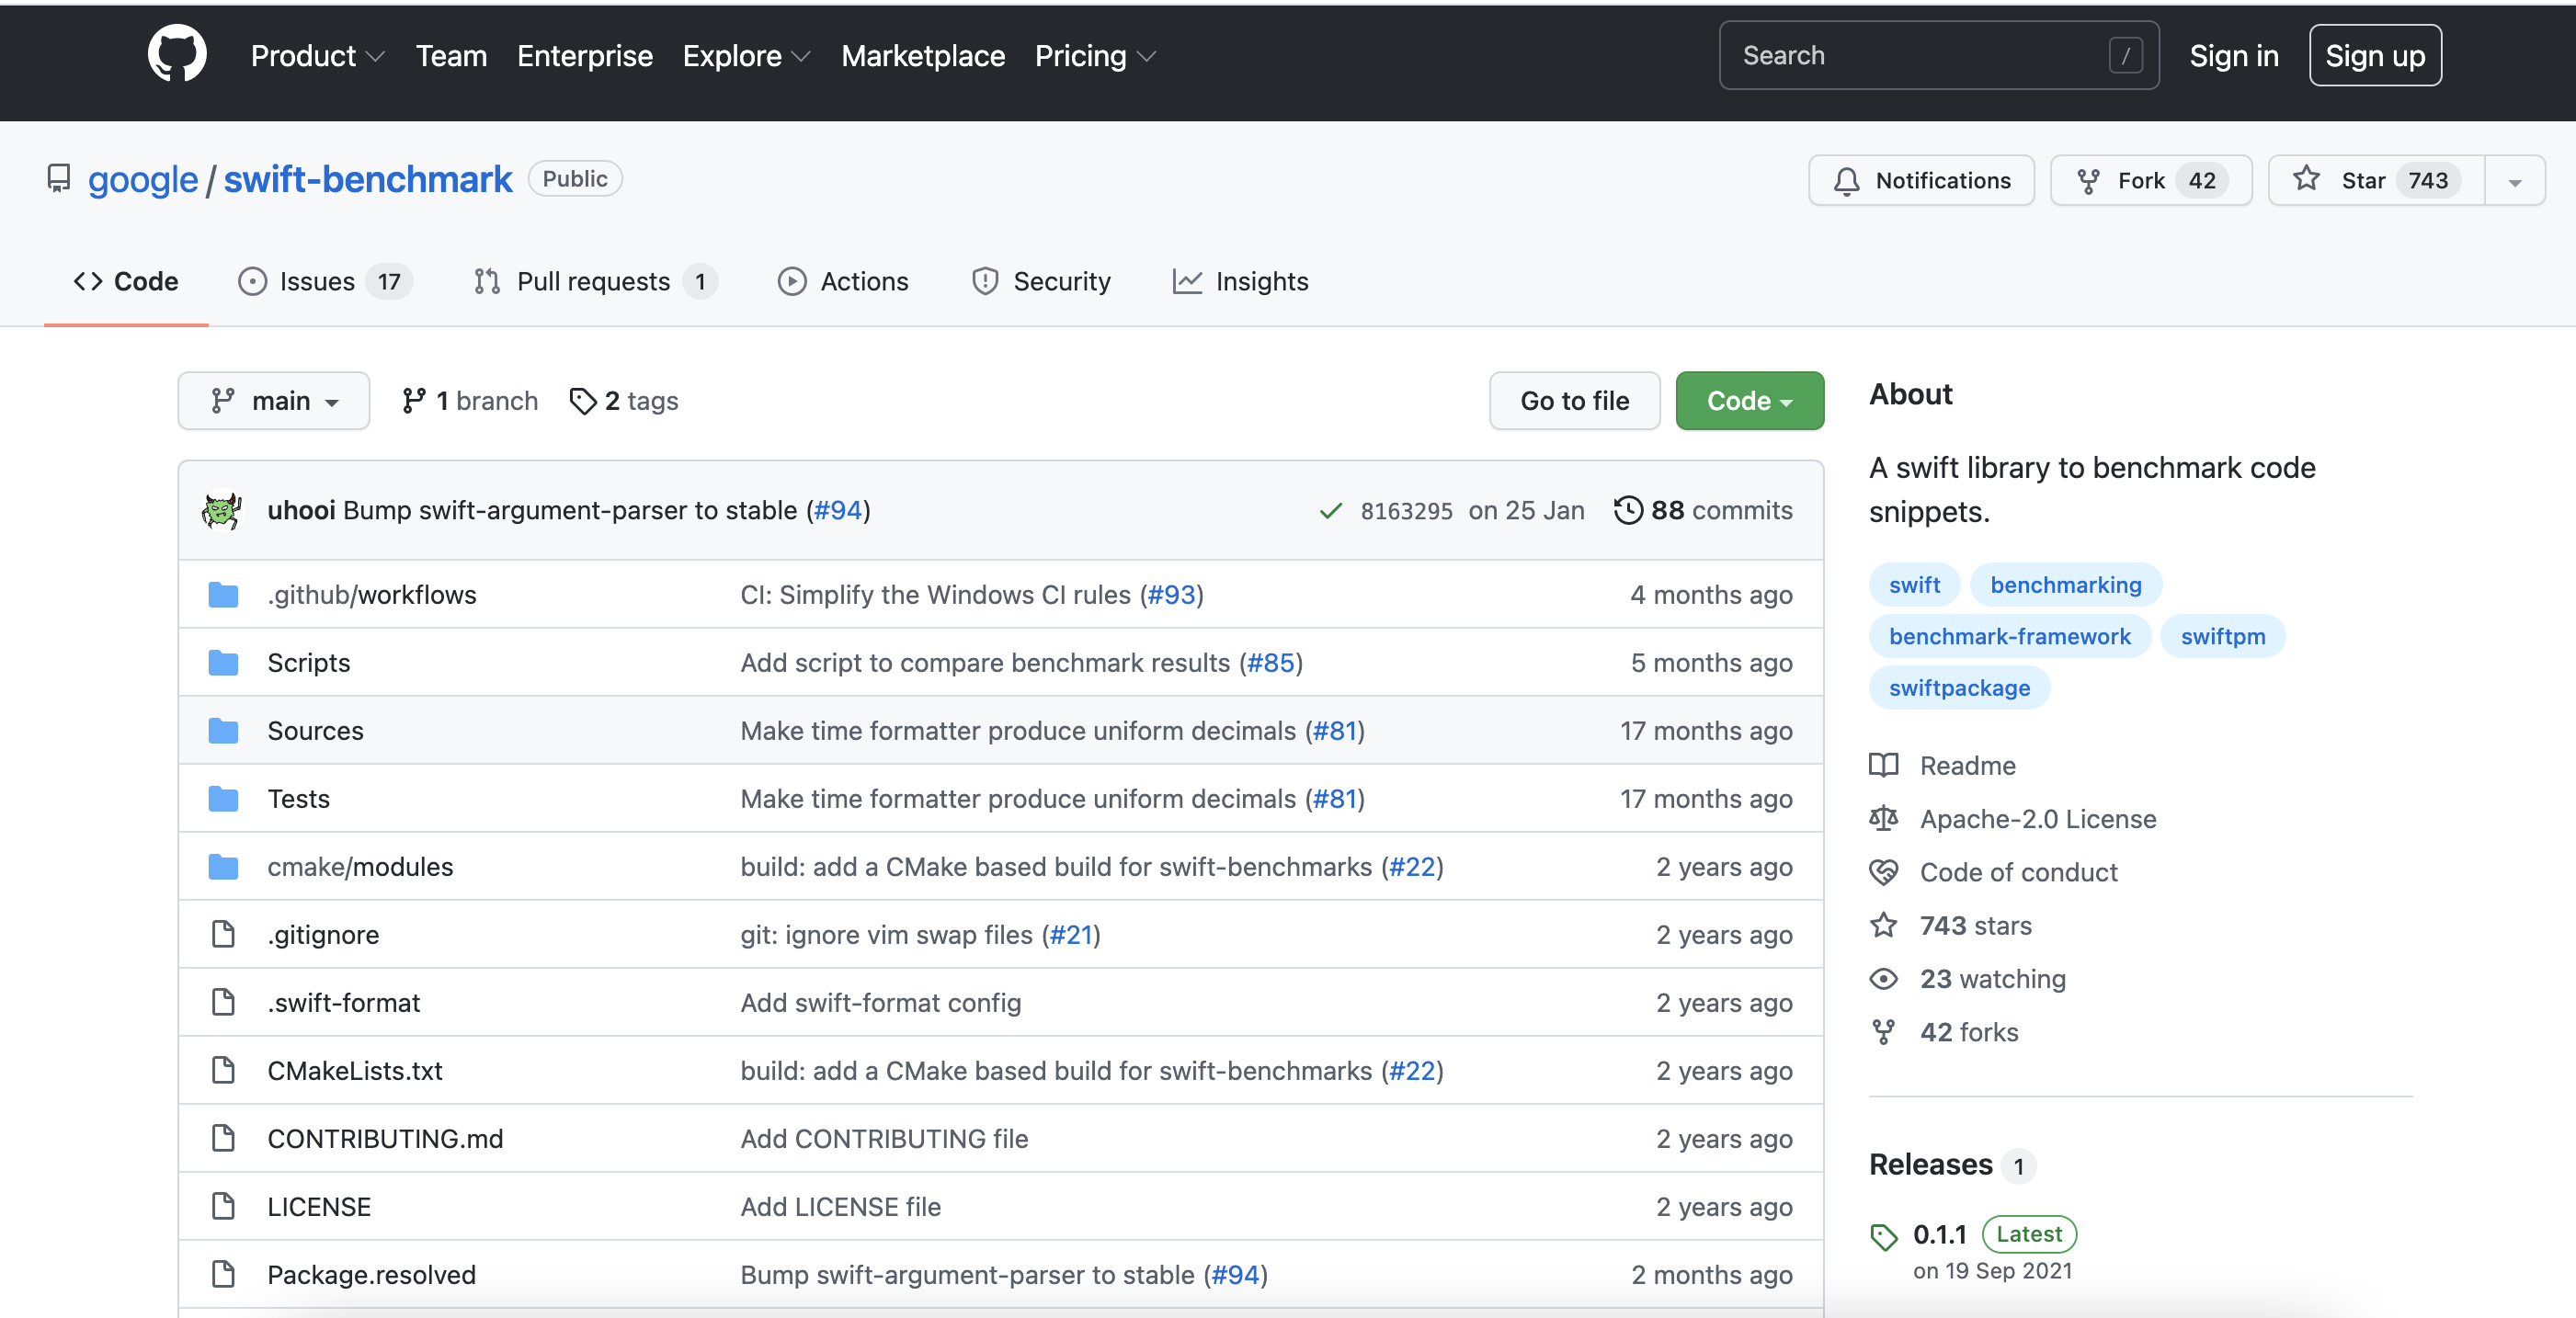 Product Team Enterprise Explore Marketplace Pricing Search / Sign in Sign up
google / swift-benchmark Public Notifications Fork 42 Star 743
Code Issues 17 Pull requests 1 Actions Security Insights
main 1 branch 2 tags Go to file Code
uhooi Bump swift-argument-parser to stable (#94) 8163295 on 25 Jan 88 commits
.github/workflows CI: Simplify the Windows CI rules (#93) 4 months ago
Scripts Add script to compare benchmark results (#85) 5 months ago
Sources Make time formatter produce uniform decimals (#81) 17 months ago
Tests Make time formatter produce uniform decimals (#81) 17 months ago
cmake/modules build: add a CMake based build for swift-benchmarks (#22) 2 years ago
.gitignore git: ignore vim swap files (#21) 2 years ago
.swift-format Add swift-format config 2 years ago
CMakeLists.txt build: add a CMake based build for swift-benchmarks (#22) 2 years ago
CONTRIBUTING.md Add CONTRIBUTING file 2 years ago
LICENSE Add LICENSE file 2 years ago
Package.resolved Bump swift-argument-parser to stable (#94) 2 months ago
About
A swift library to benchmark code
snippets.
swift benchmarking
benchmark-framework swiftpm
swiftpackage
Readme
Apache-2.0 License
Code of conduct
743 stars
23 watching
42 forks
Releases 1
0.1.1 Latest
on 19 Sep 2021